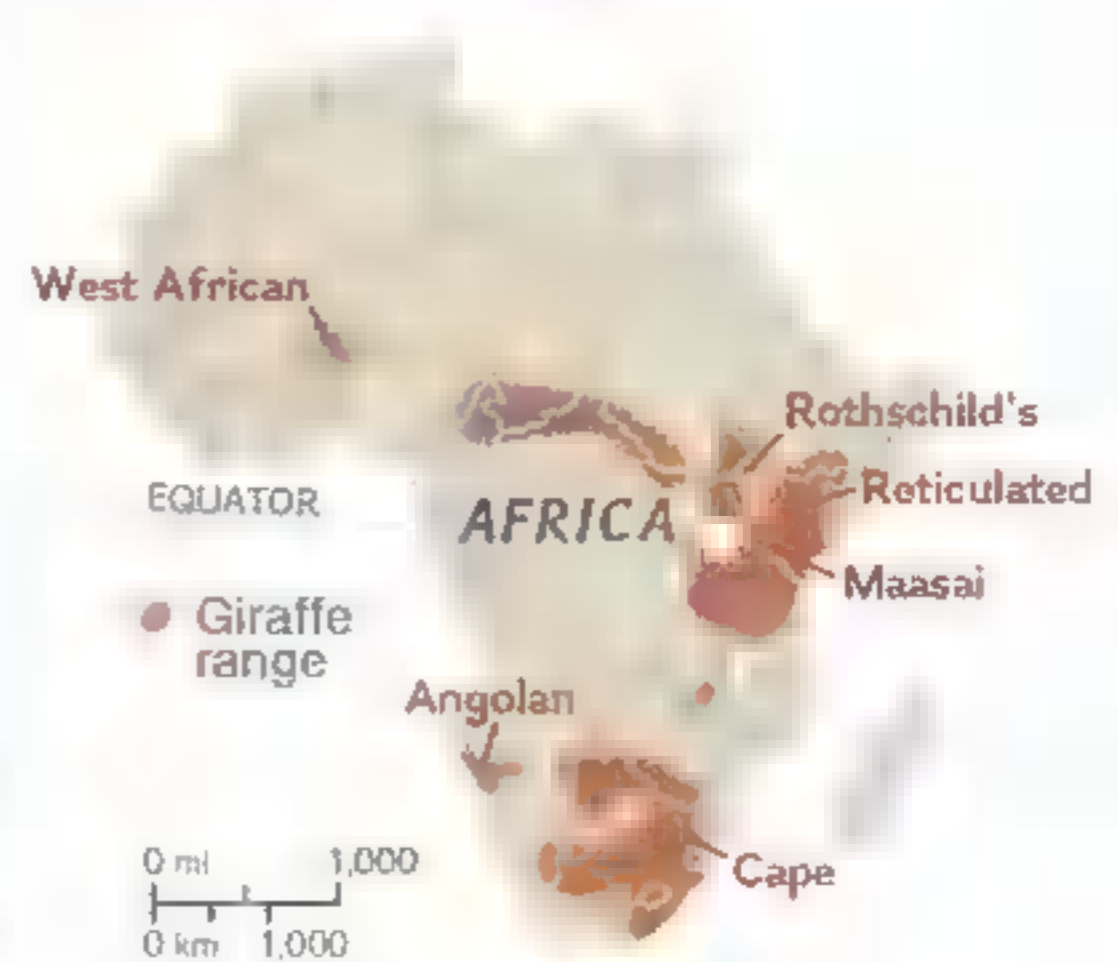 West African
Rothschild's
EQUATOR
AFRICA
Reticulated
Maasai
Giraffe
range
Angolan
0 mi 1,000
Cape
0 km 1,000